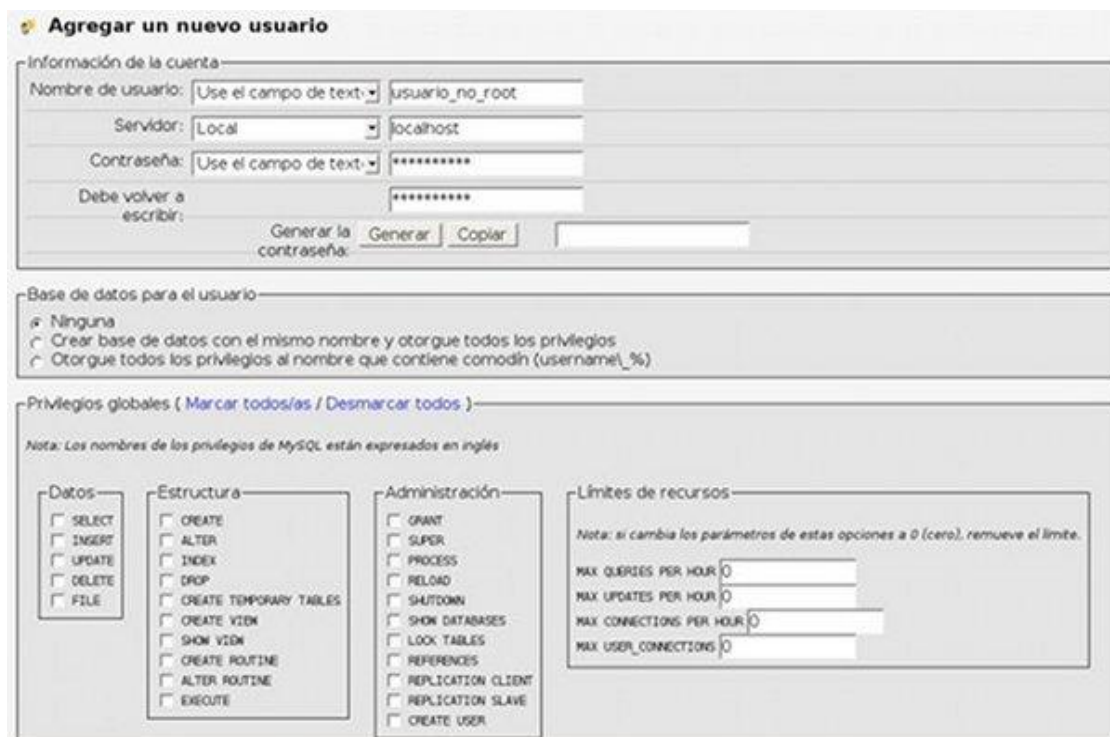 Agregar un nuevo usuario
Información de la cuenta
Nombre de usuario: Use el campo de text usuario_no_root
Servidor: Local localhost
Contraseña: Use el campo de text **********
Debe volver a escribir: **********
Generar la contraseña: Generar Copiar
Base de datos para el usuario
Ninguna
Crear base de datos con el mismo nombre y otorgue todos los privilegios
Otorgue todos los privilegios al nombre que contiene comodín (username\_%)
Privilegios globales ( Marcar todos/as / Desmarcar todos )
Nota: Los nombres de los privilegios de MySQL están expresados en inglés
Datos
SELECT
INSERT
UPDATE
DELETE
FILE
Estructura
CREATE
ALTER
INDEX
DROP
CREATE TEMPORARY TABLES
CREATE VIEW
SHOW VIEW
CREATE ROUTINE
ALTER ROUTINE
EXECUTE
Administración
GRANT
SUPER
PROCESS
RELOAD
SHUTDOWN
SHOW DATABASES
LOCK TABLES
REFERENCES
REPLICATION CLIENT
REPLICATION SLAVE
CREATE USER
Límites de recursos
Nota: si cambia los parámetros de estas opciones a 0 (cero), remueve el límite.
MAX QUERIES PER HOUR 0
MAX UPDATES PER HOUR 0
MAX CONNECTIONS PER HOUR 0
MAX USER_CONNECTIONS 0